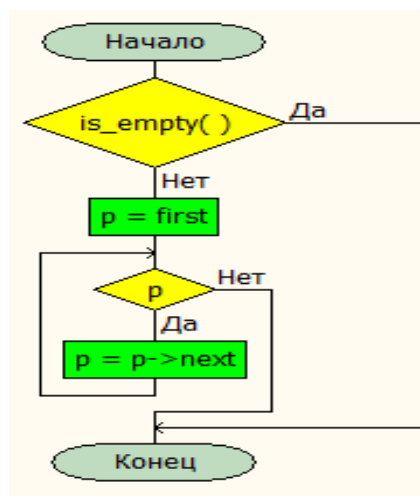 Начало
is_empty( )
Да
Нет
p = first
p
Нет
Да
p = p->next
Конец